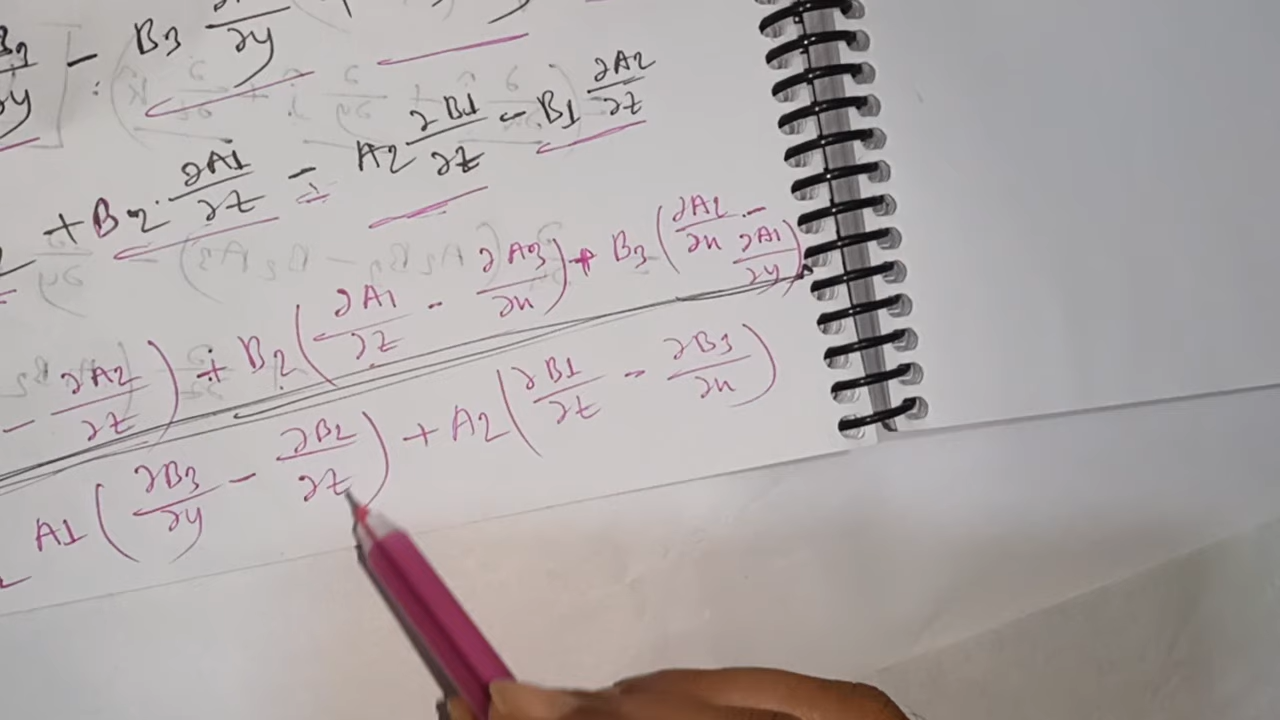 ∂B2/∂y - B3 ∂/∂y
+ B2 · ∂A1/∂z - A2 ∂B1/∂z - B1 ∂A2/∂z
- ∂A2/∂z) + B2 (∂A1/∂z - ∂A3/∂x) + B3 (∂A2/∂x - ∂A1/∂y)
A1 (∂B3/∂y - ∂B2/∂z) + A2 (∂B1/∂z - ∂B3/∂x)